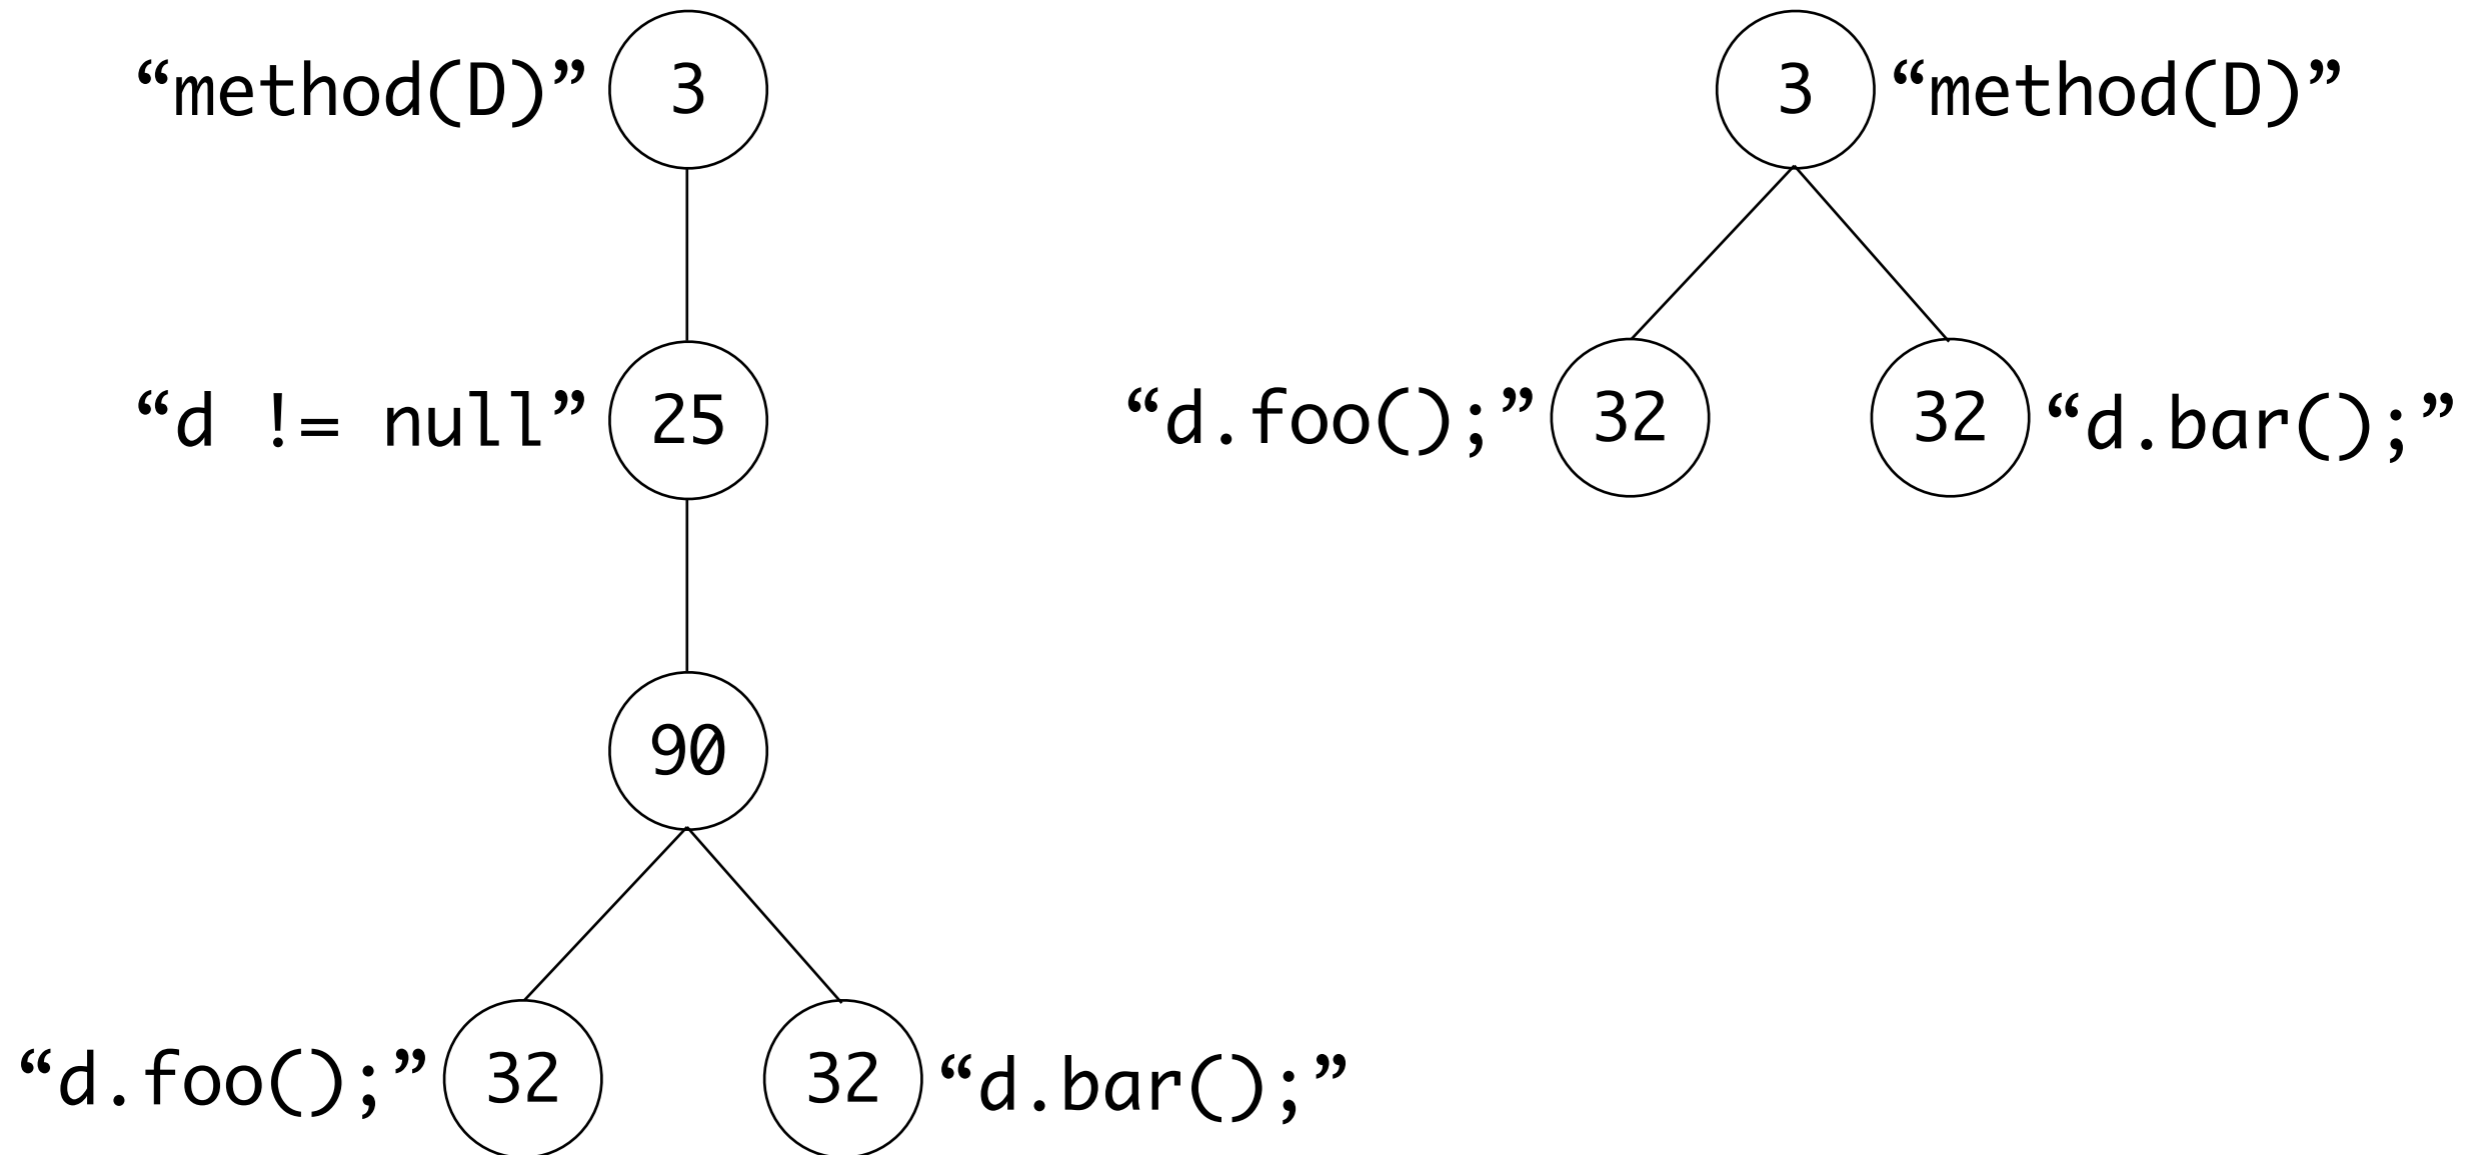 “method(D)” 3
3 “method(D)”
“d != null” 25
“d.foo();” 32
32 “d.bar();”
90
“d.foo();” 32
32 “d.bar();”